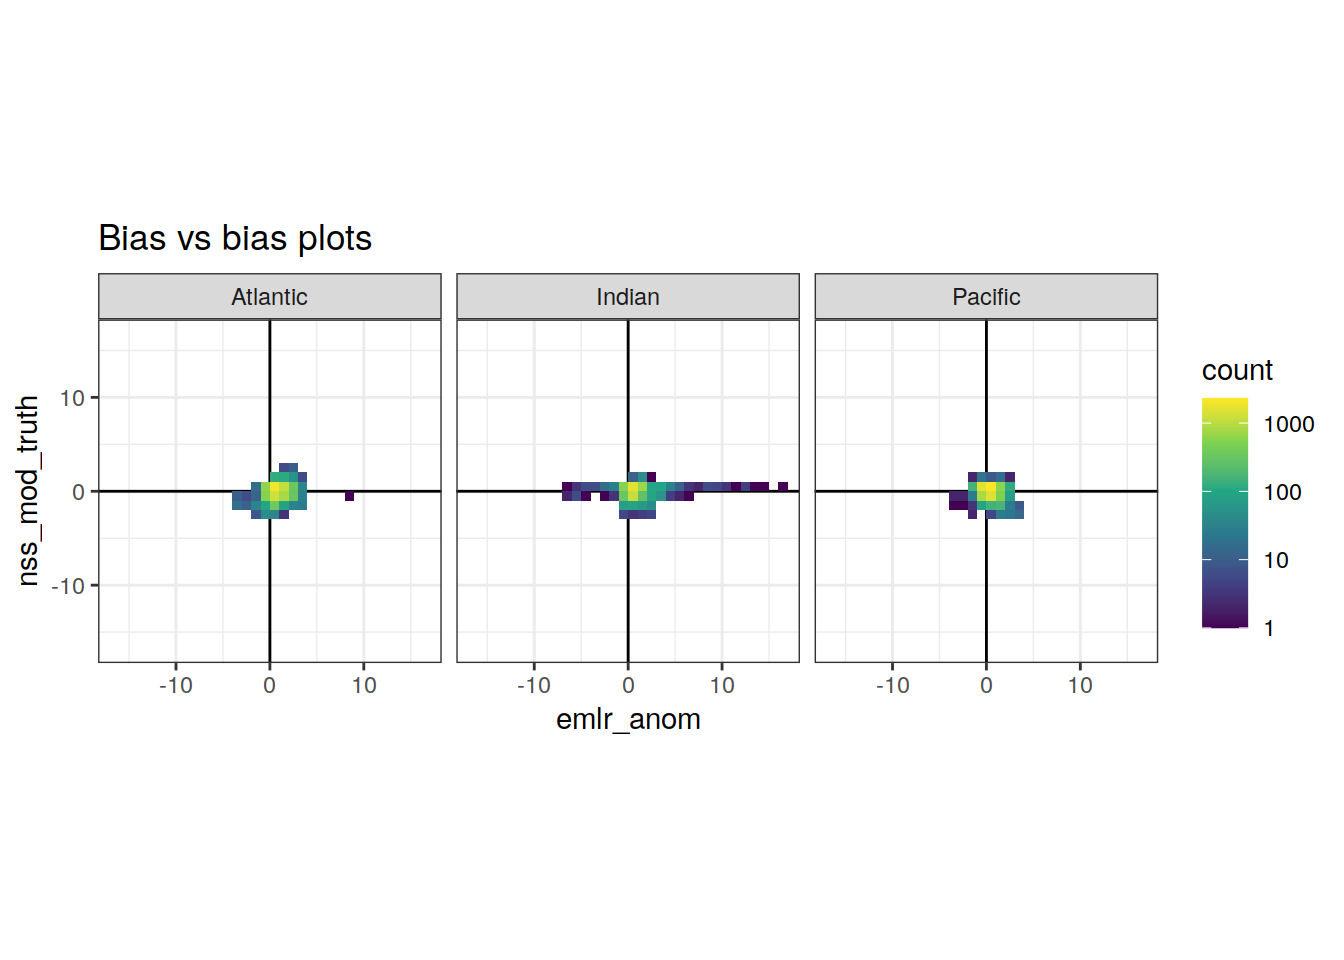 Bias vs bias plots
Atlantic
Indian
Pacific
nss_mod_truth
10
0
-10
-10 0 10
-10 0 10
-10 0 10
emlr_anom
count
1000
100
10
1